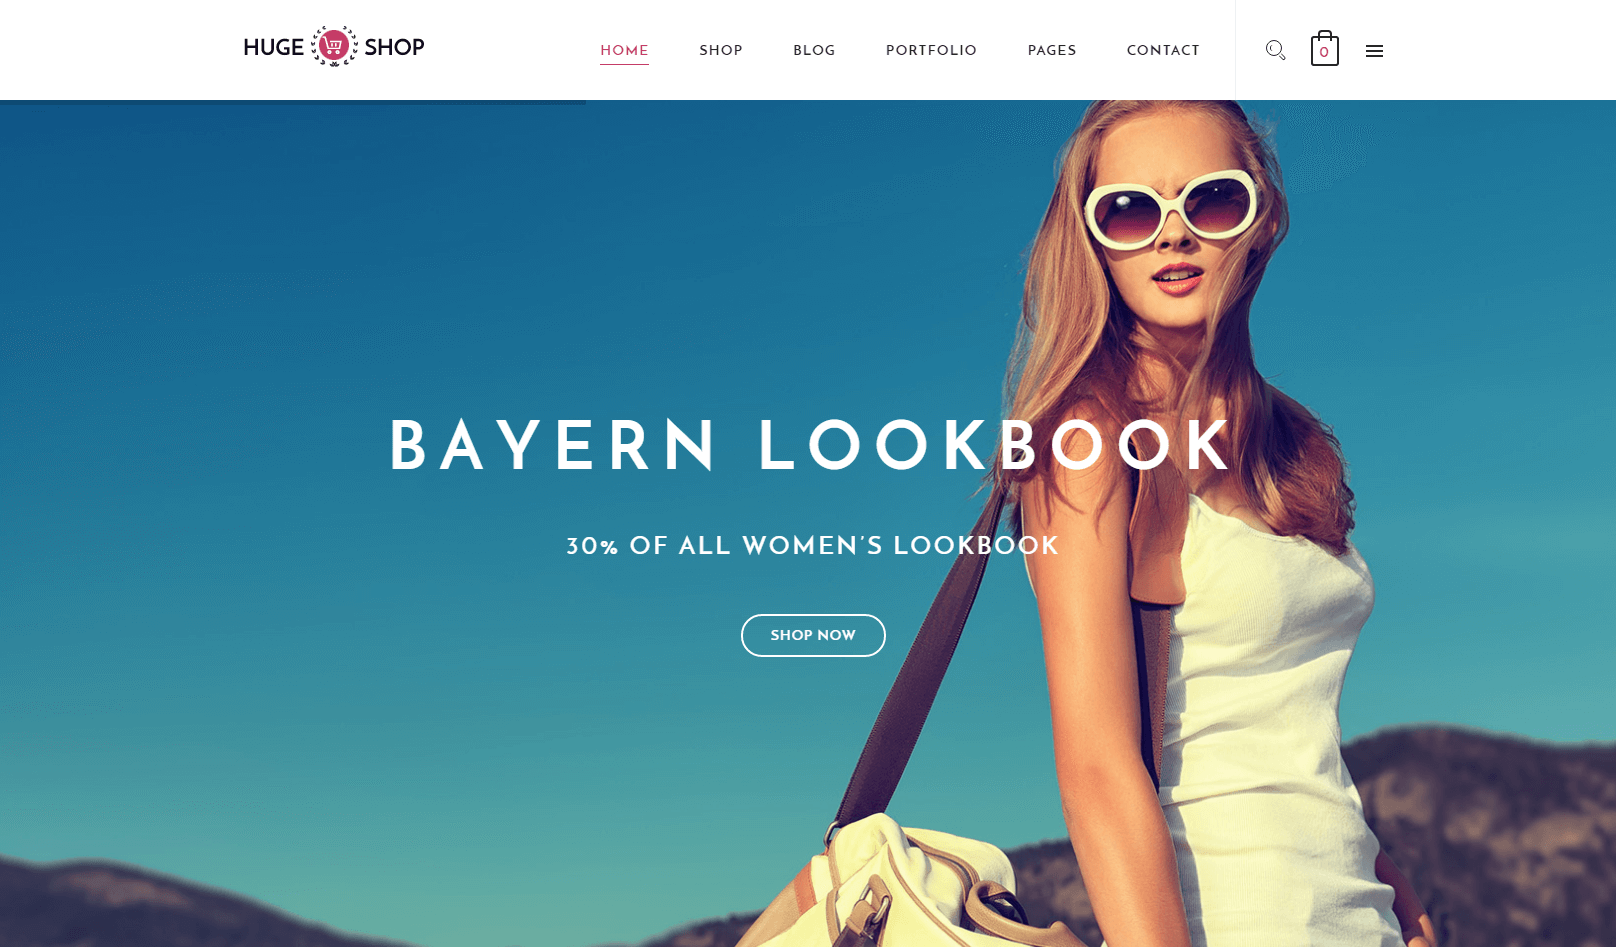 HUGE SHOP
HOME SHOP BLOG PORTFOLIO PAGES CONTACT
0
BAYERN LOOKBOOK
30% OF ALL WOMEN'S LOOKBOOK
SHOP NOW